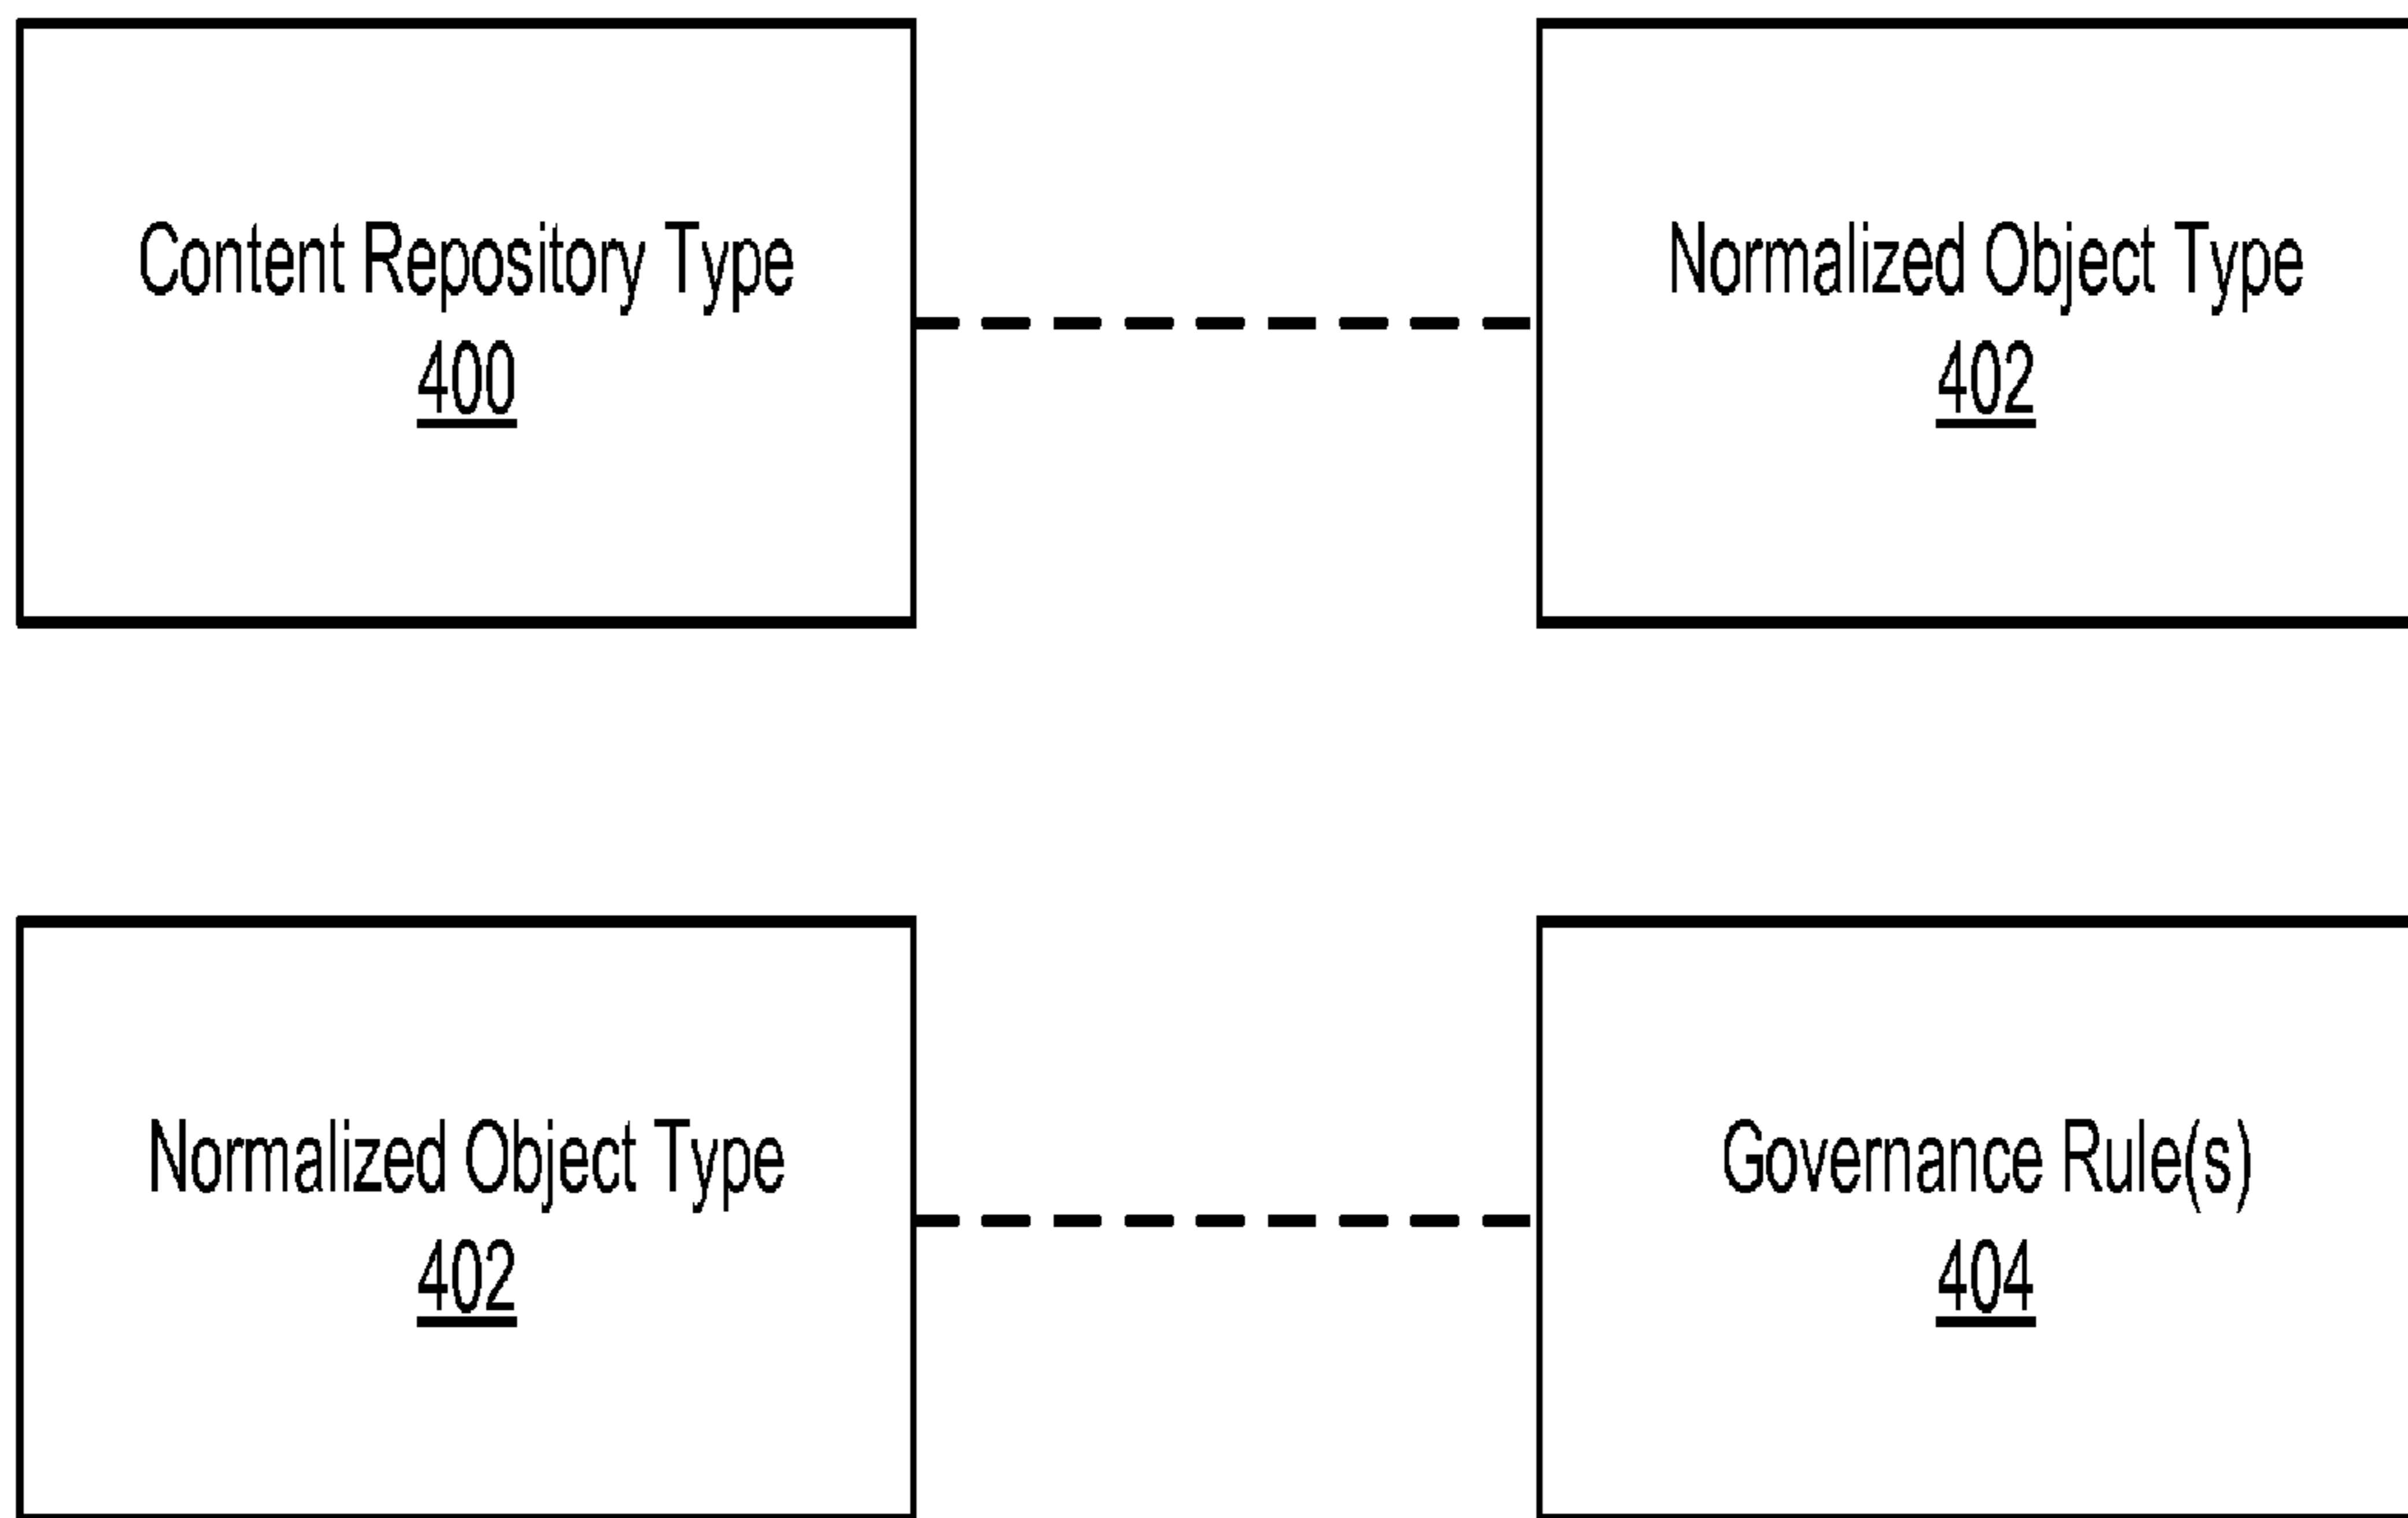 Content Repository Type
400
Normalized Object Type
402
Normalized Object Type
402
Governance Rule(s)
404